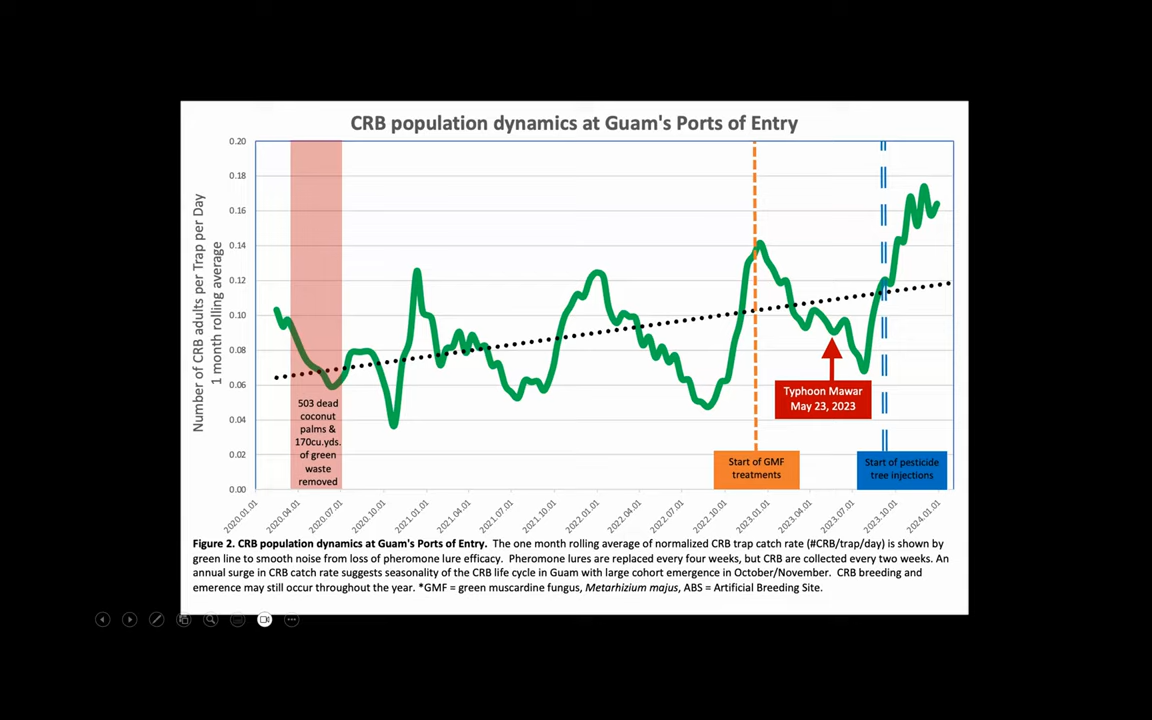 CRB population dynamics at Guam's Ports of Entry
Number of CRB adults per Trap per Day
1 month rolling average
0.20
0.18
0.16
0.14
0.12
0.10
0.08
0.06
0.04
0.02
0.00
503 dead
coconut
palms &
170cu.yds.
of green
waste
removed
Start of GMF
treatments
Typhoon Mawar
May 23, 2023
Start of pesticide
tree injections
2020.01.01
2020.04.01
2020.07.01
2020.10.01
2021.01.01
2021.04.01
2021.07.01
2021.10.01
2022.01.01
2022.04.01
2022.07.01
2022.10.01
2023.01.01
2023.04.01
2023.07.01
2023.10.01
2024.01.01
Figure 2. CRB population dynamics at Guam's Ports of Entry. The one month rolling average of normalized CRB trap catch rate (#CRB/trap/day) is shown by
green line to smooth noise from loss of pheromone lure efficacy. Pheromone lures are replaced every four weeks, but CRB are collected every two weeks. An
annual surge in CRB catch rate suggests seasonality of the CRB life cycle in Guam with large cohort emergence in October/November. CRB breeding and
emerence may still occur throughout the year. *GMF = green muscardine fungus, Metarhizium majus, ABS = Artificial Breeding Site.